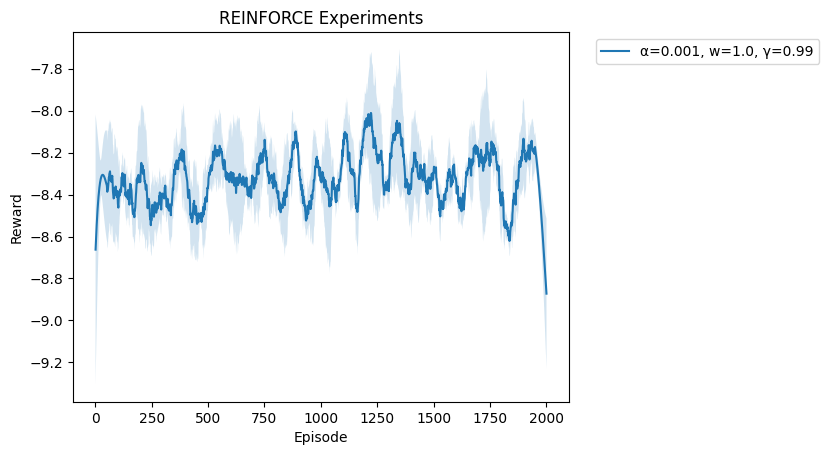 REINFORCE Experiments
α=0.001, w=1.0, γ=0.99
Reward
−7.8
−8.0
−8.2
−8.4
−8.6
−8.8
−9.0
−9.2
0 250 500 750 1000 1250 1500 1750 2000
Episode